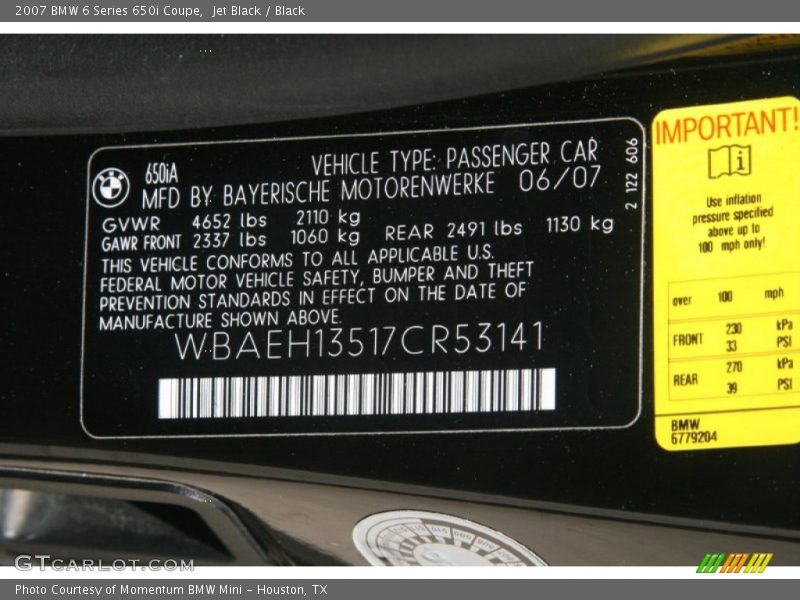 2007 BMW 6 Series 650i Coupe, Jet Black / Black
650iA
VEHICLE TYPE: PASSENGER CAR
MFD BY BAYERISCHE MOTORENWERKE 06/07
GVWR 4652 lbs 2110 kg
GAWR FRONT 2337 lbs 1060 kg REAR 2491 lbs 1130 kg
THIS VEHICLE CONFORMS TO ALL APPLICABLE U.S.
FEDERAL MOTOR VEHICLE SAFETY, BUMPER AND THEFT
PREVENTION STANDARDS IN EFFECT ON THE DATE OF
MANUFACTURE SHOWN ABOVE.
WBAEH13517CR53141
2 122 606
IMPORTANT!
Use inflation
pressure specified
above up to
100 mph only!
over 100 mph
FRONT 230 kPa
33 PSI
REAR 270 kPa
39 PSI
BMW
6779204
GTCARLOT.COM
Photo Courtesy of Momentum BMW Mini - Houston, TX